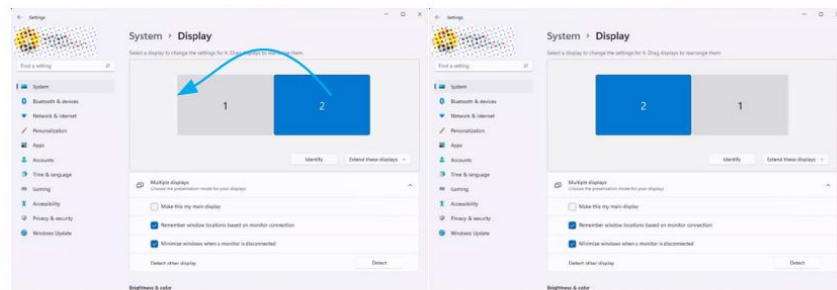 Settings
System > Display
Select a display to change the settings for it. Drag displays to rearrange them.
Find a setting
System
Bluetooth & devices
Network & internet
Personalization
Apps
Accounts
Time & language
Gaming
Accessibility
Privacy & security
Windows Update
1
2
Identify
Extend these displays
Multiple displays
Choose the presentation mode for your displays
Make this my main display
Remember window locations based on monitor connection
Minimize windows when a monitor is disconnected
Detect other display
Detect
Brightness & color
Settings
System > Display
Select a display to change the settings for it. Drag displays to rearrange them.
Find a setting
System
Bluetooth & devices
Network & internet
Personalization
Apps
Accounts
Time & language
Gaming
Accessibility
Privacy & security
Windows Update
2
1
Identify
Extend these displays
Multiple displays
Choose the presentation mode for your displays
Make this my main display
Remember window locations based on monitor connection
Minimize windows when a monitor is disconnected
Detect other display
Detect
Brightness & color